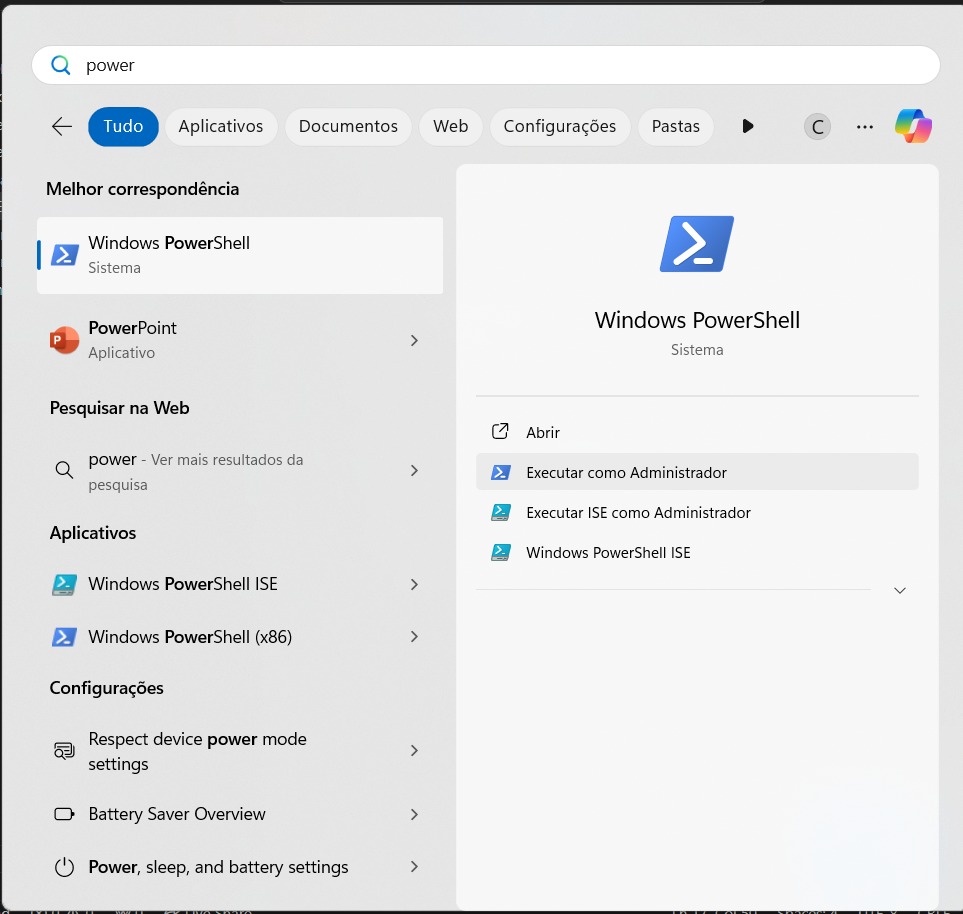 power
Tudo
Aplicativos
Documentos
Web
Configurações
Pastas
C
Melhor correspondência
Windows PowerShell
Sistema
PowerPoint
Aplicativo
Pesquisar na Web
power - Ver mais resultados da
pesquisa
Aplicativos
Windows PowerShell ISE
Windows PowerShell (x86)
Configurações
Respect device power mode
settings
Battery Saver Overview
Power, sleep, and battery settings
Windows PowerShell
Sistema
Abrir
Executar como Administrador
Executar ISE como Administrador
Windows PowerShell ISE